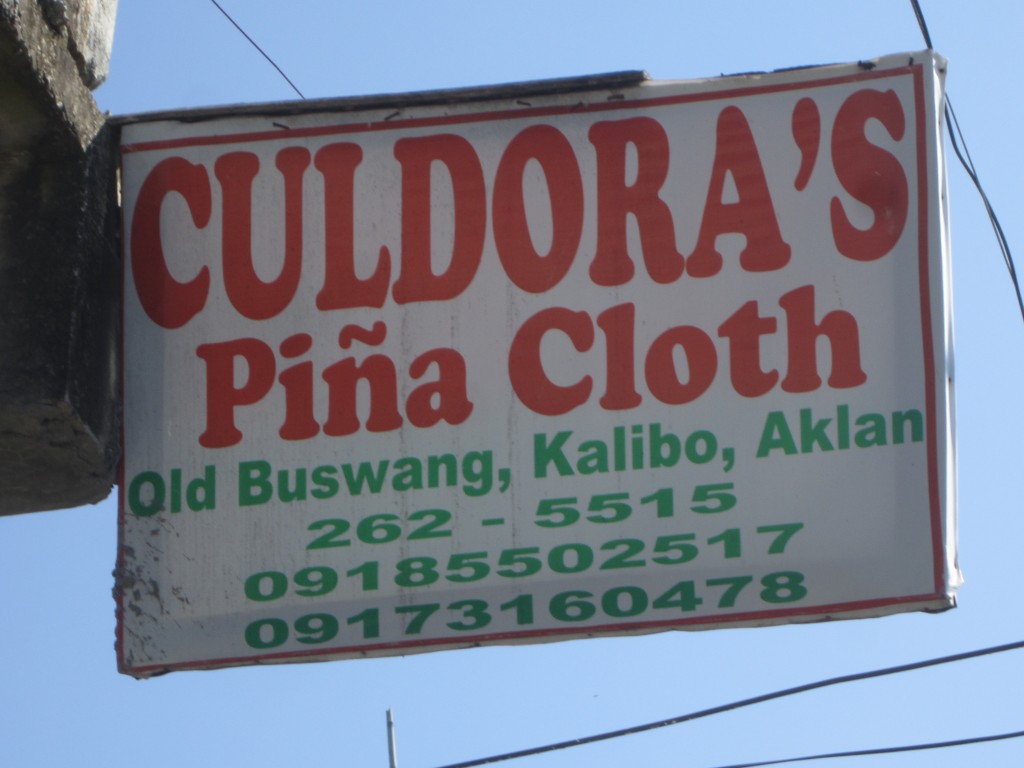 CULDORA'S
Piña Cloth
Old Buswang, Kalibo, Aklan
262 - 5515
09185502517
09173160478